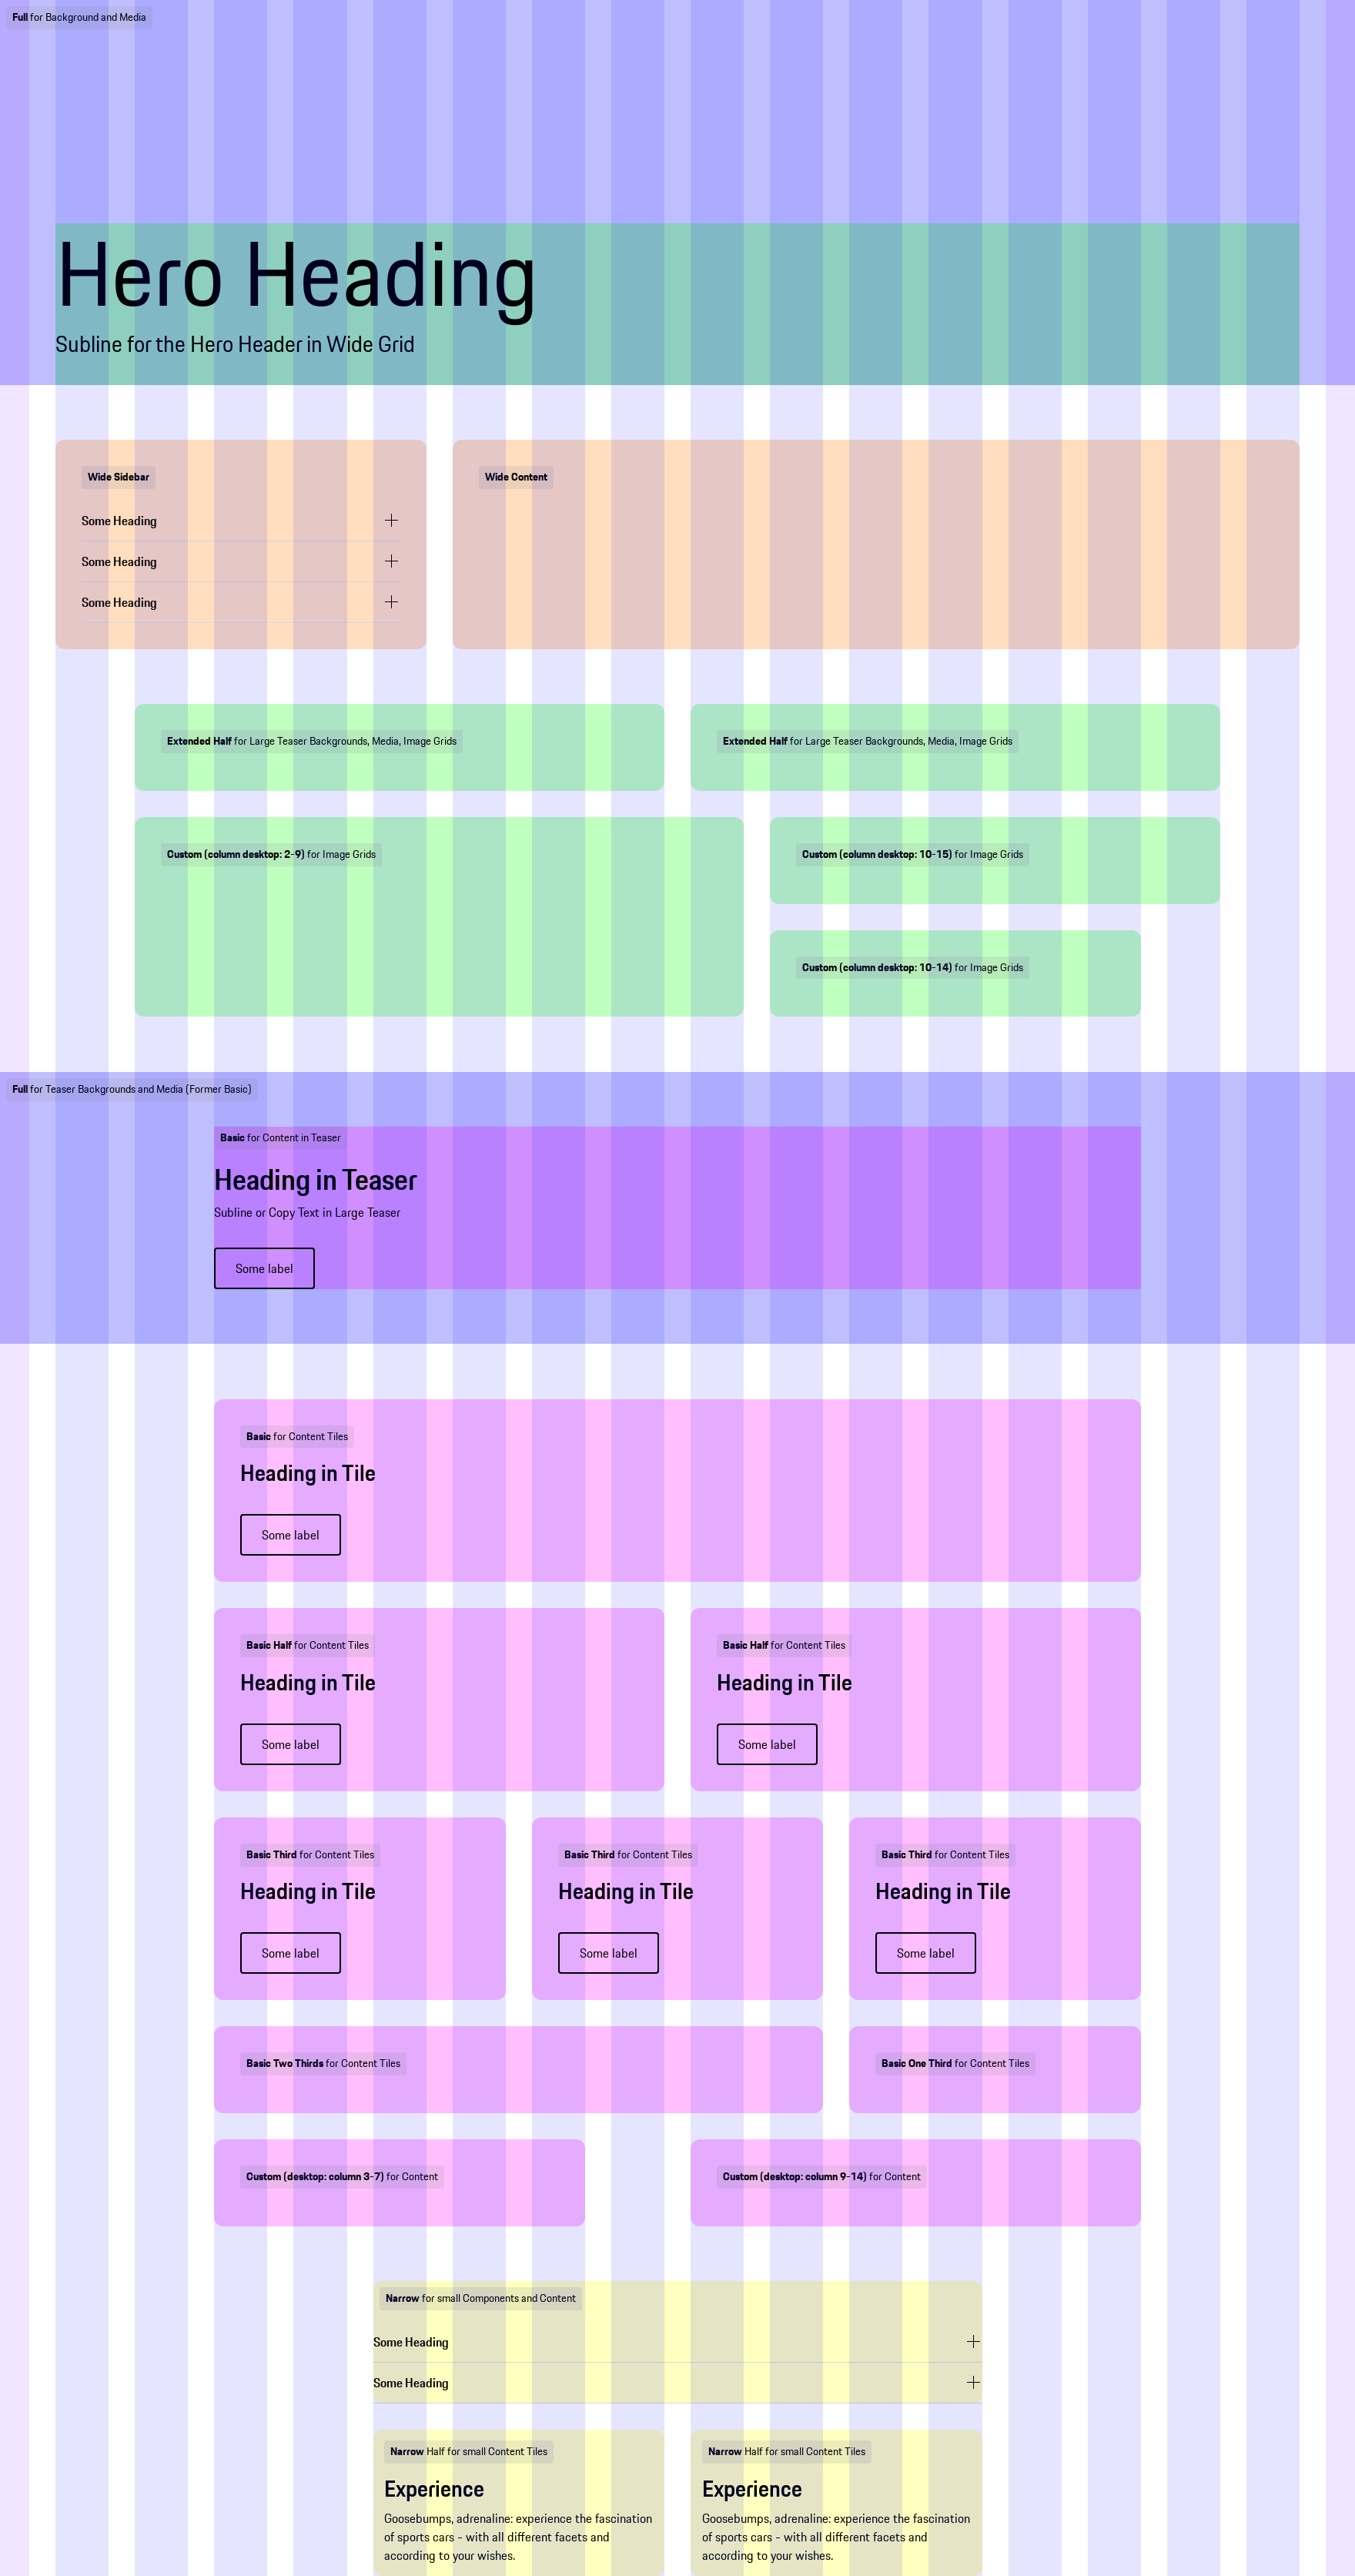 Full for Background and Media
Hero Heading
Subline for the Hero Header in Wide Grid
Wide Sidebar
Some Heading
Some Heading
Some Heading
Wide Content
Extended Half for Large Teaser Backgrounds, Media, Image Grids
Extended Half for Large Teaser Backgrounds, Media, Image Grids
Custom (column desktop: 2-9) for Image Grids
Custom (column desktop: 10-15) for Image Grids
Custom (column desktop: 10-14) for Image Grids
Full for Teaser Backgrounds and Media (Former Basic)
Basic for Content in Teaser
Heading in Teaser
Subline or Copy Text in Large Teaser
Some label
Basic for Content Tiles
Heading in Tile
Some label
Basic Half for Content Tiles
Heading in Tile
Some label
Basic Half for Content Tiles
Heading in Tile
Some label
Basic Third for Content Tiles
Heading in Tile
Some label
Basic Third for Content Tiles
Heading in Tile
Some label
Basic Third for Content Tiles
Heading in Tile
Some label
Basic Two Thirds for Content Tiles
Basic One Third for Content Tiles
Custom (desktop: column 3-7) for Content
Custom (desktop: column 9-14) for Content
Narrow for small Components and Content
Some Heading
Some Heading
Narrow Half for small Content Tiles
Experience
Goosebumps, adrenaline: experience the fascination
of sports cars - with all different facets and
according to your wishes.
Narrow Half for small Content Tiles
Experience
Goosebumps, adrenaline: experience the fascination
of sports cars - with all different facets and
according to your wishes.